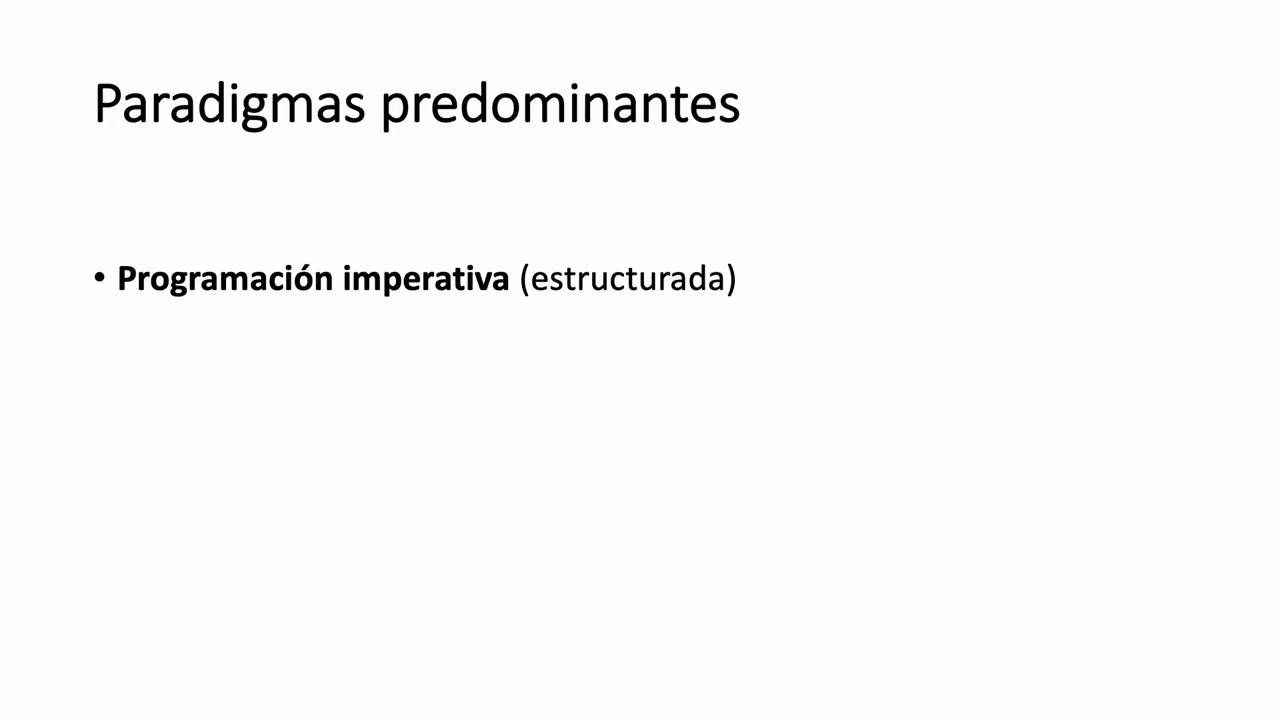 Paradigmas predominantes
• Programación imperativa (estructurada)